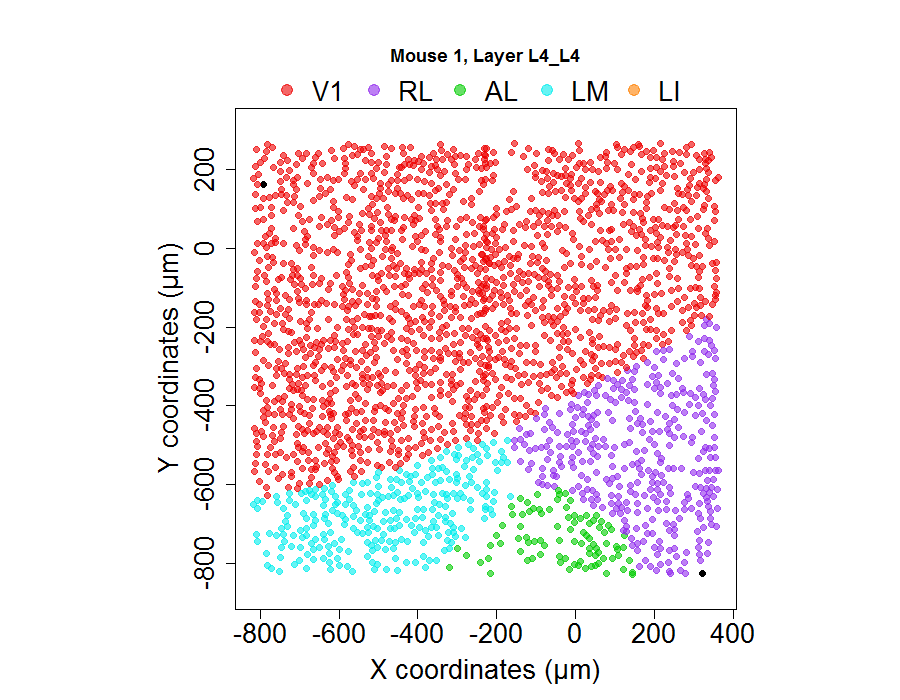 Mouse 1, Layer L4_L4
V1 RL AL LM LI
200
0
-200
-400
-600
-800
Y coordinates (µm)
-800 -600 -400 -200 0 200 400
X coordinates (µm)